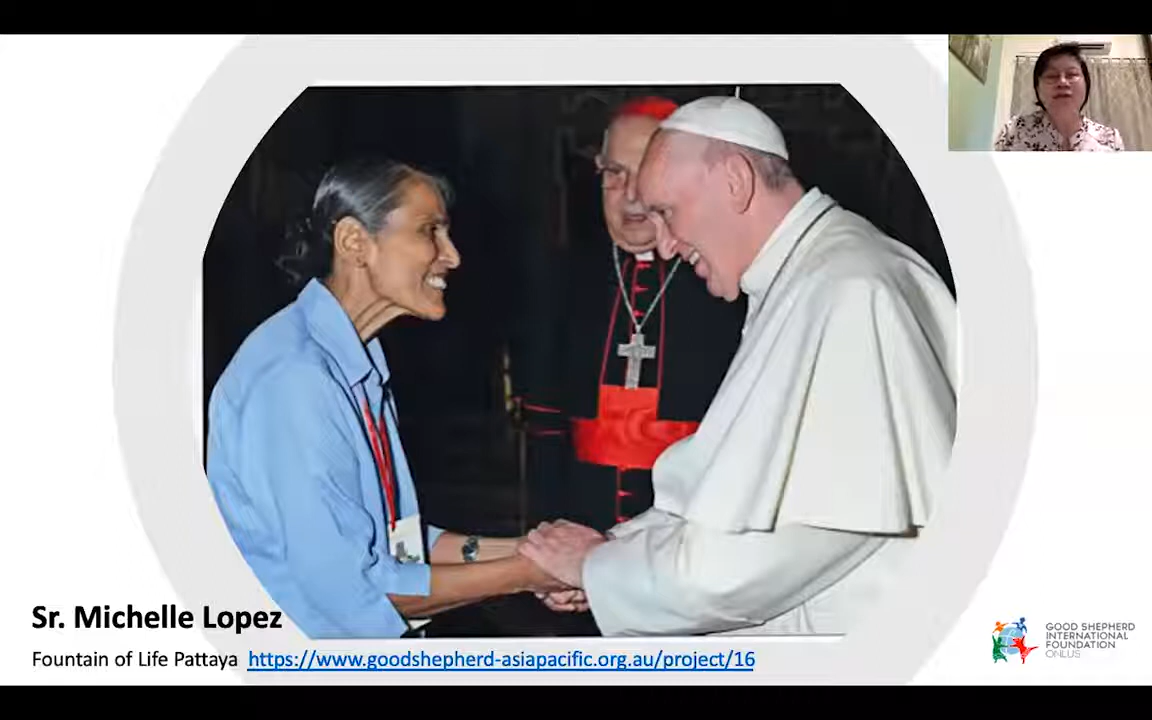 Sr. Michelle Lopez
Fountain of Life Pattaya https://www.goodshepherd-asiapacific.org.au/project/16
GOOD SHEPHERD
INTERNATIONAL
FOUNDATION
ONLUS